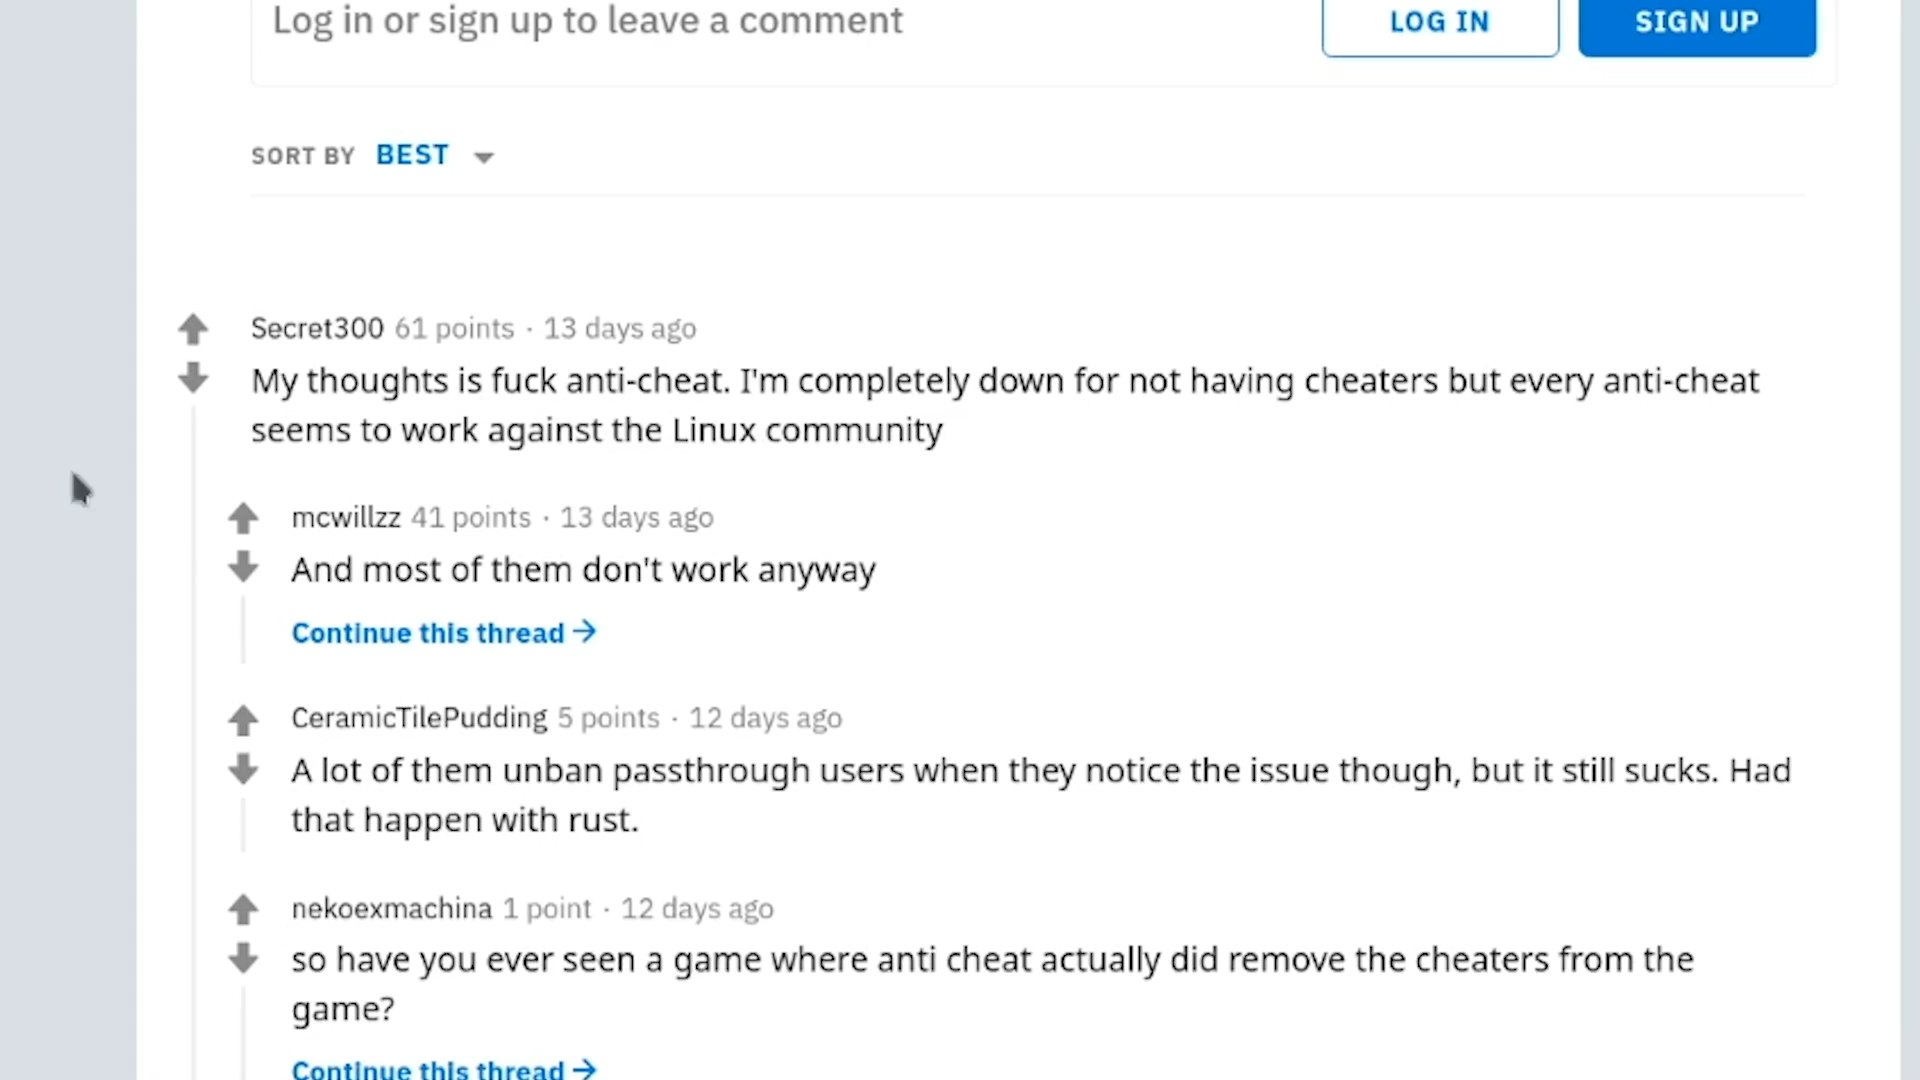 Log in or sign up to leave a comment
LOG IN
SIGN UP
SORT BY BEST
Secret300 61 points · 13 days ago
My thoughts is fuck anti-cheat. I'm completely down for not having cheaters but every anti-cheat
seems to work against the Linux community
mcwillzz 41 points · 13 days ago
And most of them don't work anyway
Continue this thread →
CeramicTilePudding 5 points · 12 days ago
A lot of them unban passthrough users when they notice the issue though, but it still sucks. Had
that happen with rust.
nekoexmachina 1 point · 12 days ago
so have you ever seen a game where anti cheat actually did remove the cheaters from the
game?
Continue this thread →